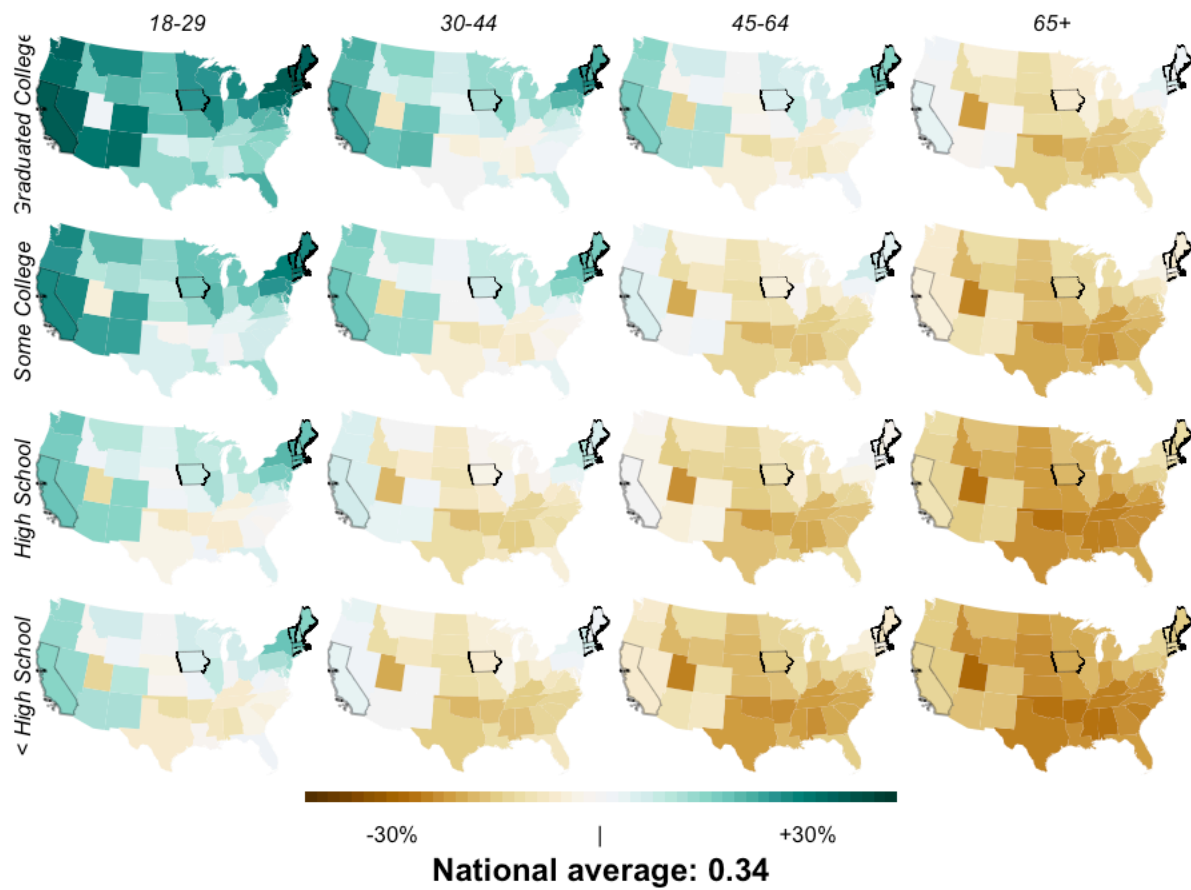 18-29 30-44 45-64 65+
Graduated College
Some College
High School
< High School
-30% | +30%
National average: 0.34